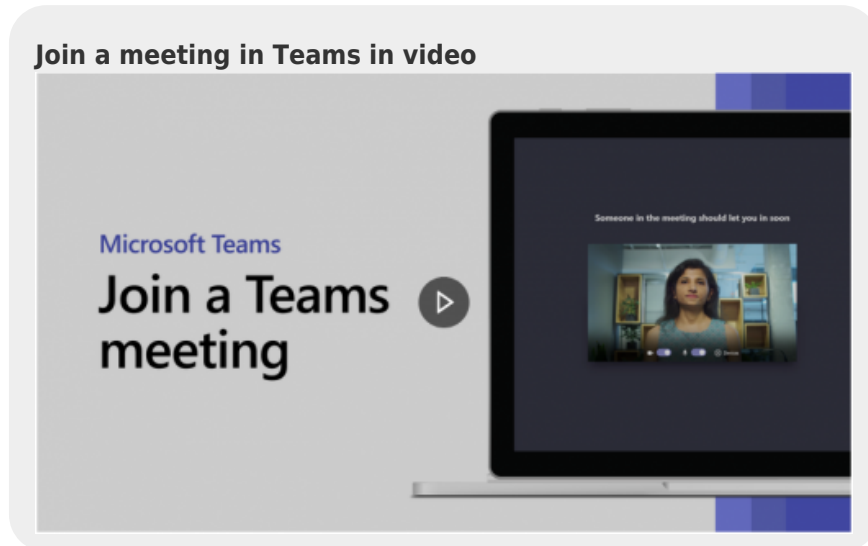 Join a meeting in Teams in video
Microsoft Teams
Join a Teams
meeting
Someone in the meeting should let you in soon
Devices